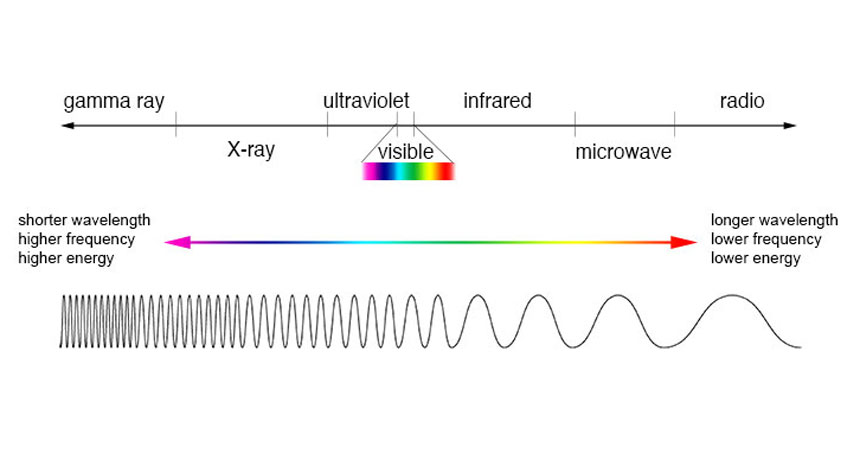 gamma ray
ultraviolet
infrared
radio
X-ray
visible
microwave
shorter wavelength
higher frequency
higher energy
longer wavelength
lower frequency
lower energy